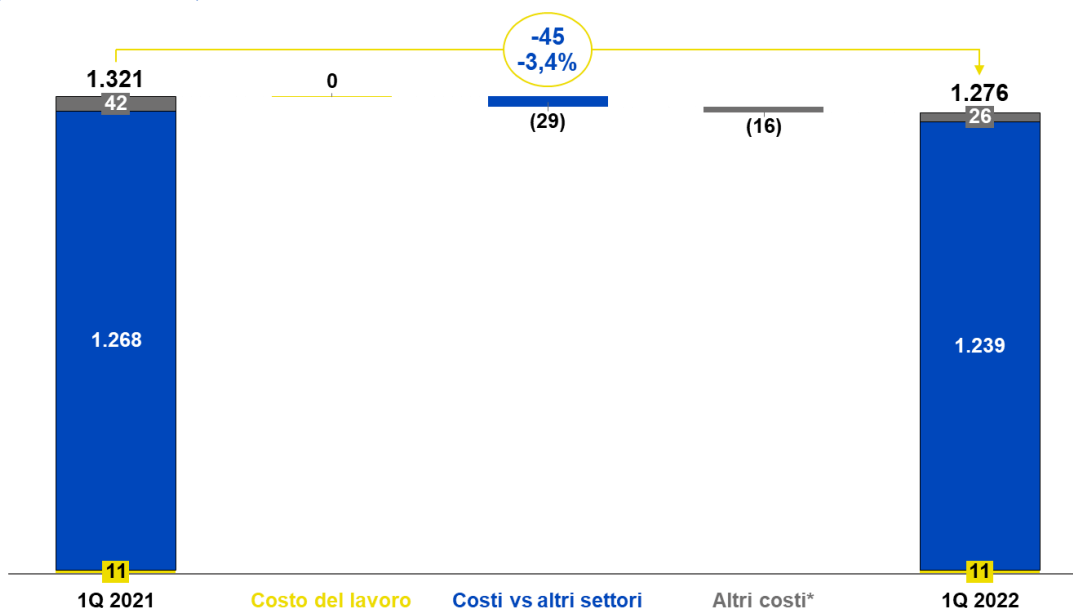 -45
-3,4%
1.321
0
1.276
42
(29)
(16)
26
1.268
1.239
11
11
1Q 2021
Costo del lavoro
Costi vs altri settori
Altri costi*
1Q 2022